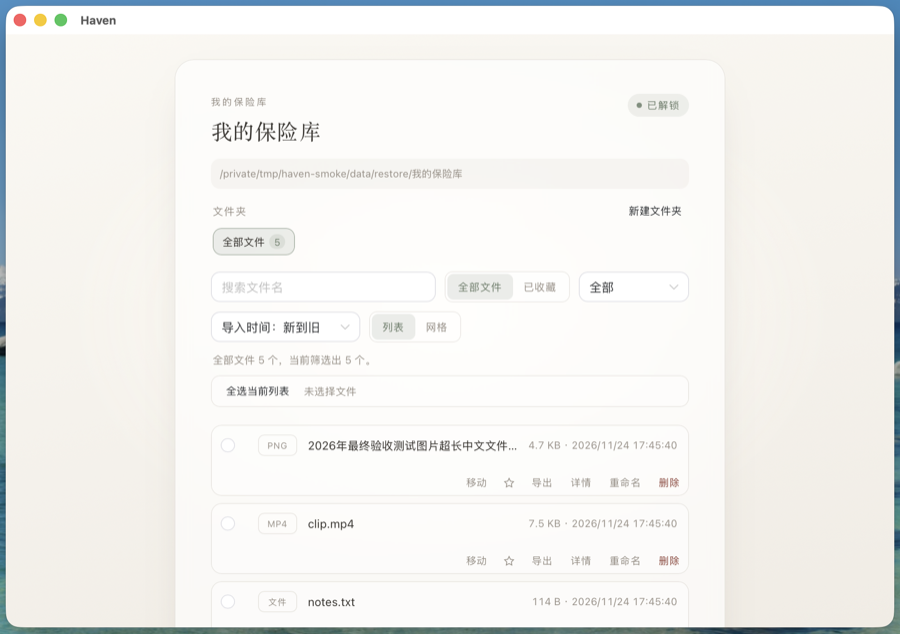 Haven
我的保险库
已解锁
我的保险库
/private/tmp/haven-smoke/data/restore/我的保险库
文件夹 新建文件夹
全部文件 5
搜索文件名 全部文件 已收藏 全部
导入时间：新到旧 列表 网格
全部文件 5 个，当前筛选出 5 个。
全选当前列表 未选择文件
PNG 2026年最终验收测试图片超长中文文件... 4.7 KB · 2026/11/24 17:45:40
移动 导出 详情 重命名 删除
MP4 clip.mp4 7.5 KB · 2026/11/24 17:45:40
移动 导出 详情 重命名 删除
文件 notes.txt 114 B · 2026/11/24 17:45:40